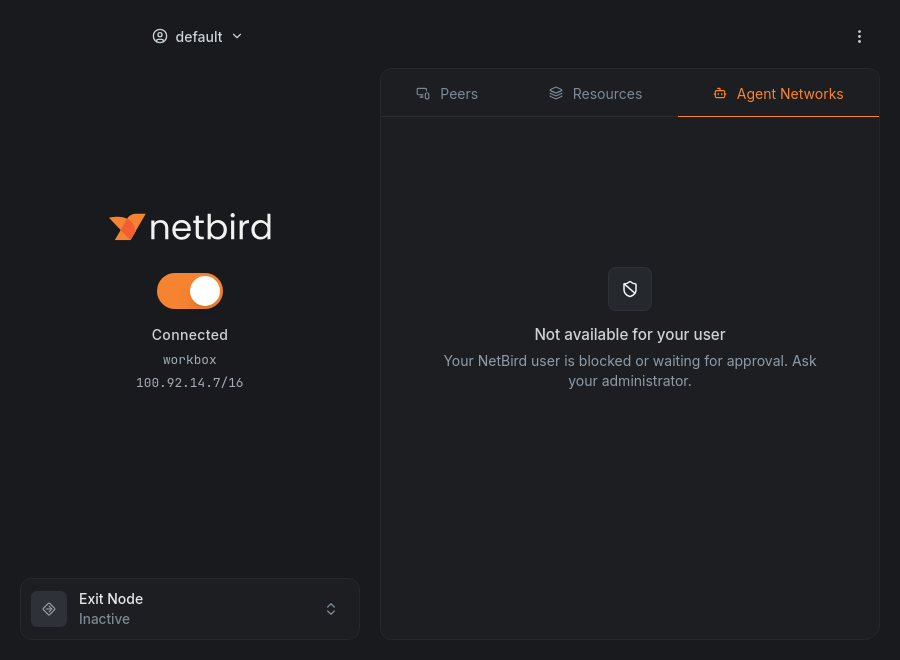 default
Peers
Resources
Agent Networks
netbird
Connected
workbox
100.92.14.7/16
Not available for your user
Your NetBird user is blocked or waiting for approval. Ask
your administrator.
Exit Node
Inactive